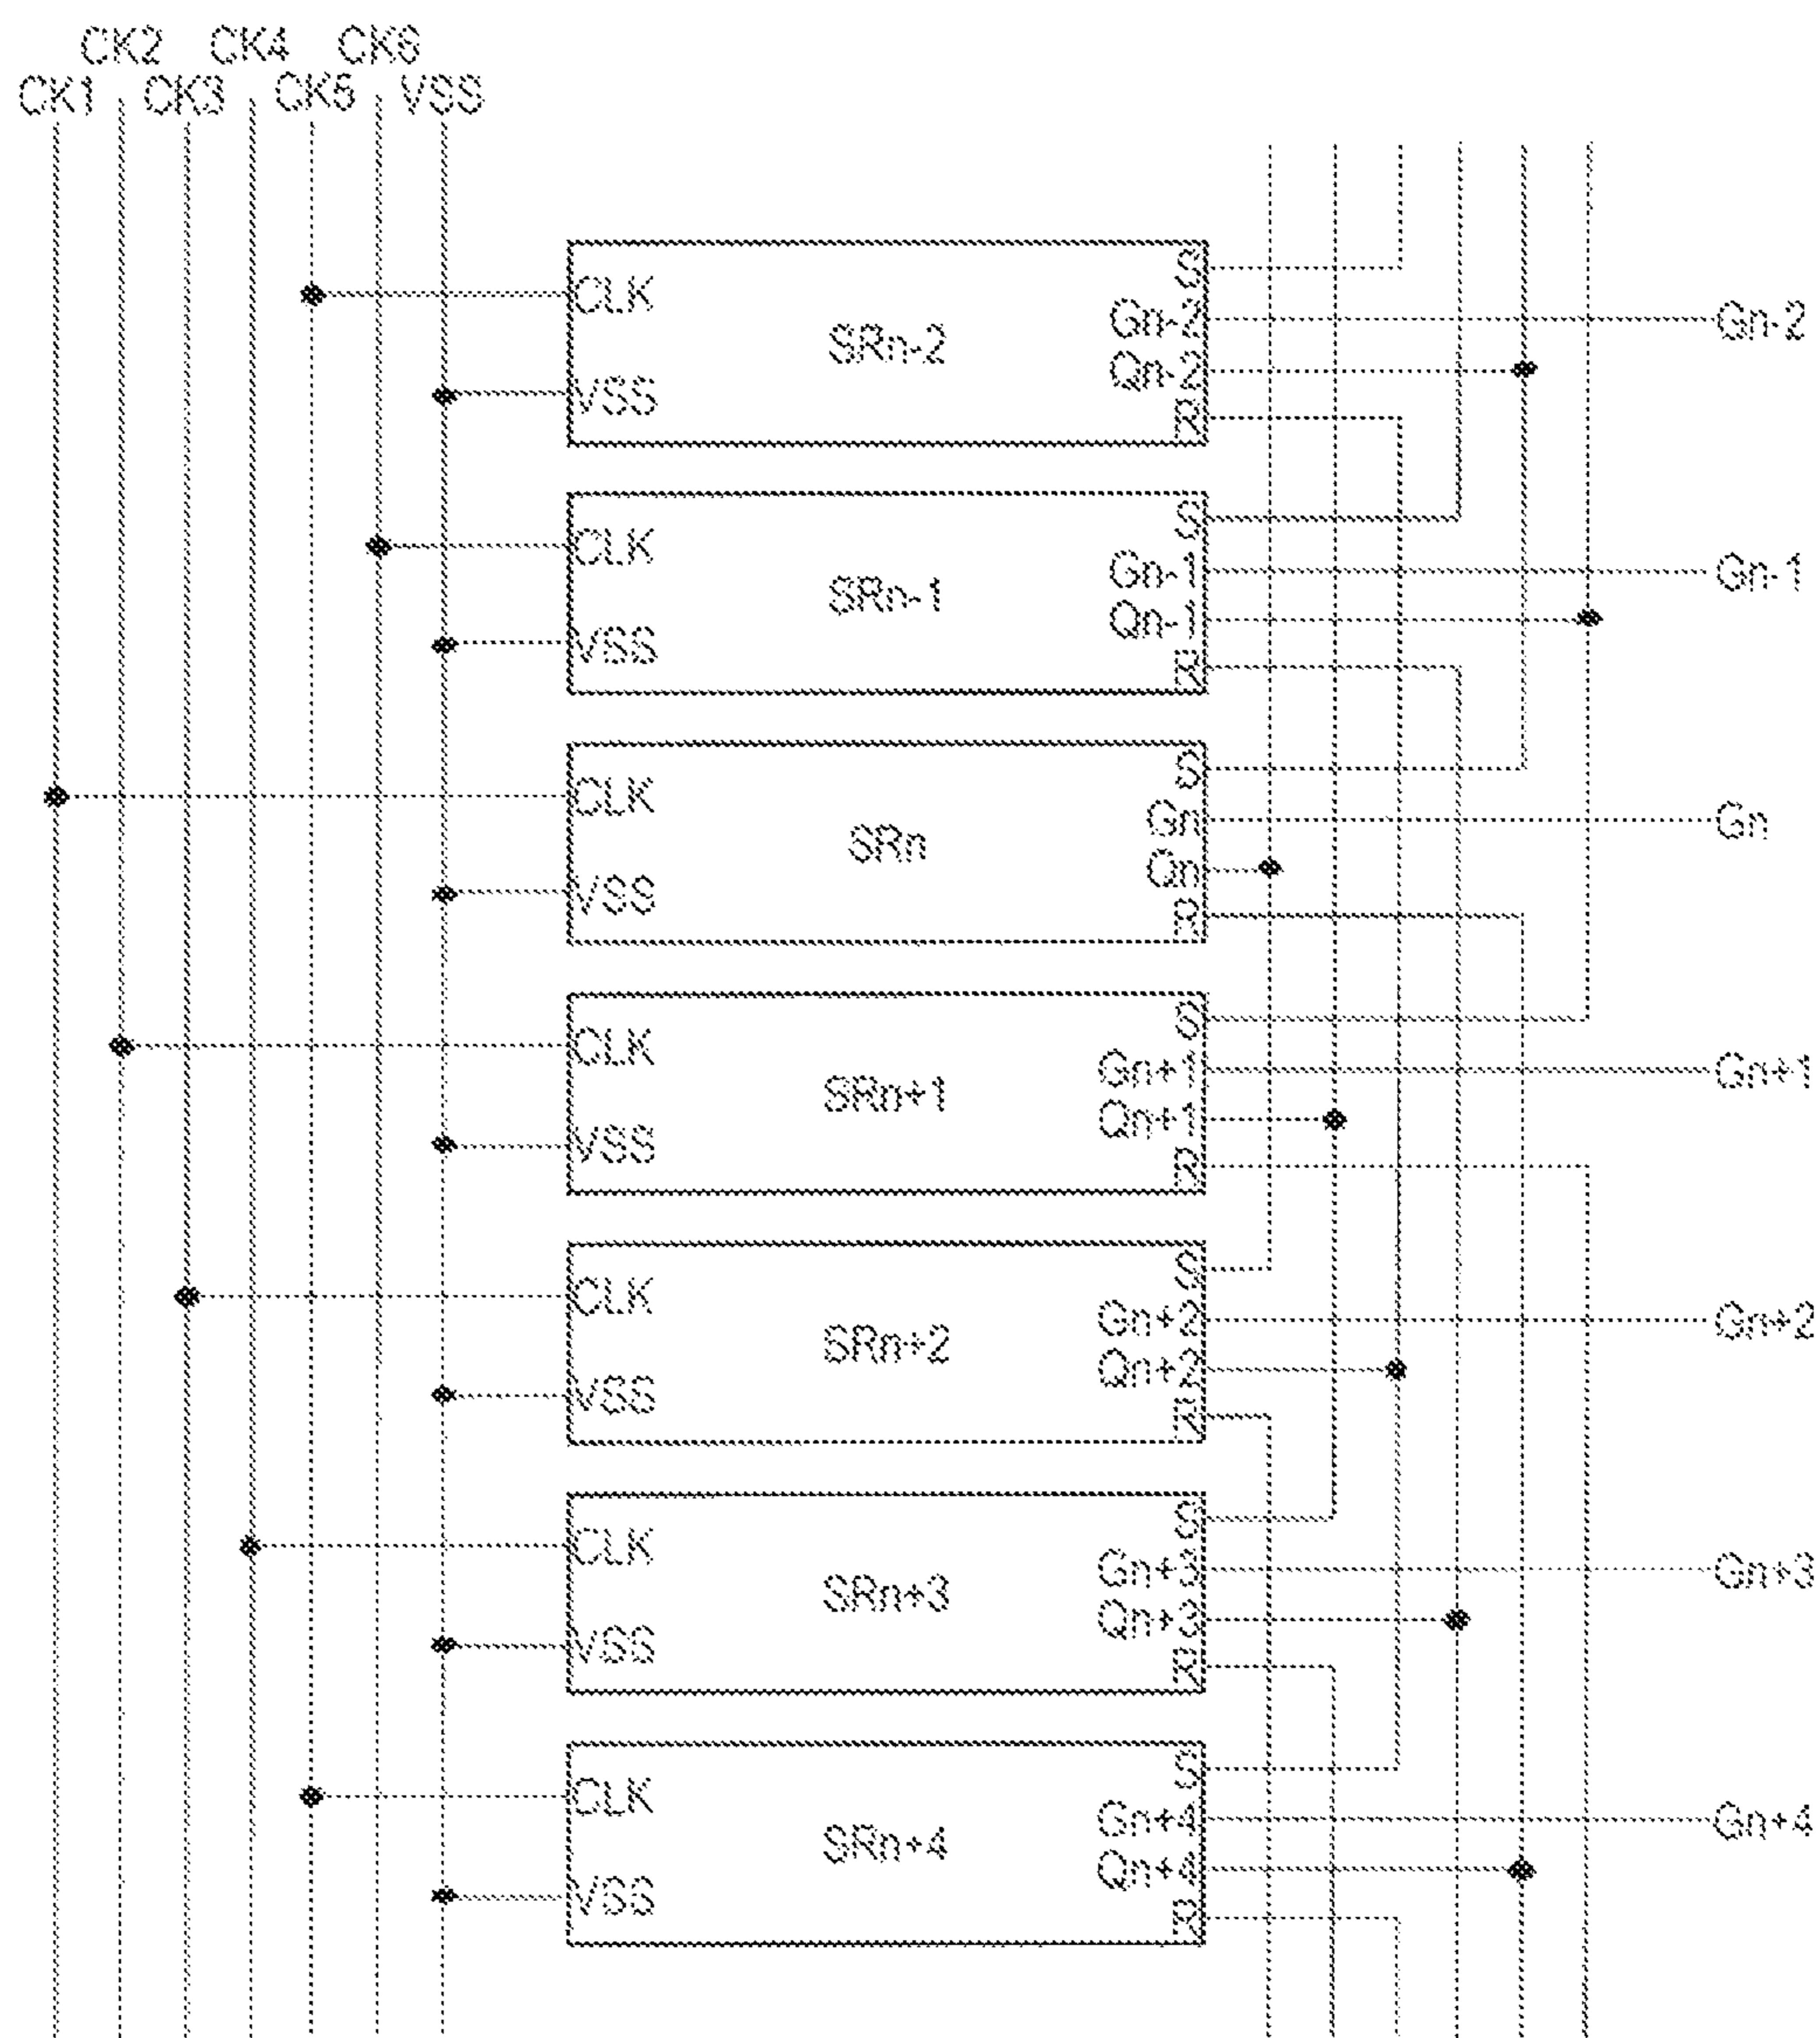 CK2 CK4 CK6
CK1 CK3 CK5 VSS
S
CLK Gn-2 Gn-2
SRn-2
Qn-2
VSS R
S
CLK Gn-1 Gn-1
SRn-1
Qn-1
VSS R
S
CLK Gn Gn
SRn
Qn
VSS R
S
CLK Gn+1 Gn+1
SRn+1
Qn+1
VSS R
S
CLK Gn+2 Gn+2
SRn+2
Qn+2
VSS R
S
CLK Gn+3 Gn+3
SRn+3
Qn+3
VSS R
S
CLK Gn+4 Gn+4
SRn+4
Qn+4
VSS R